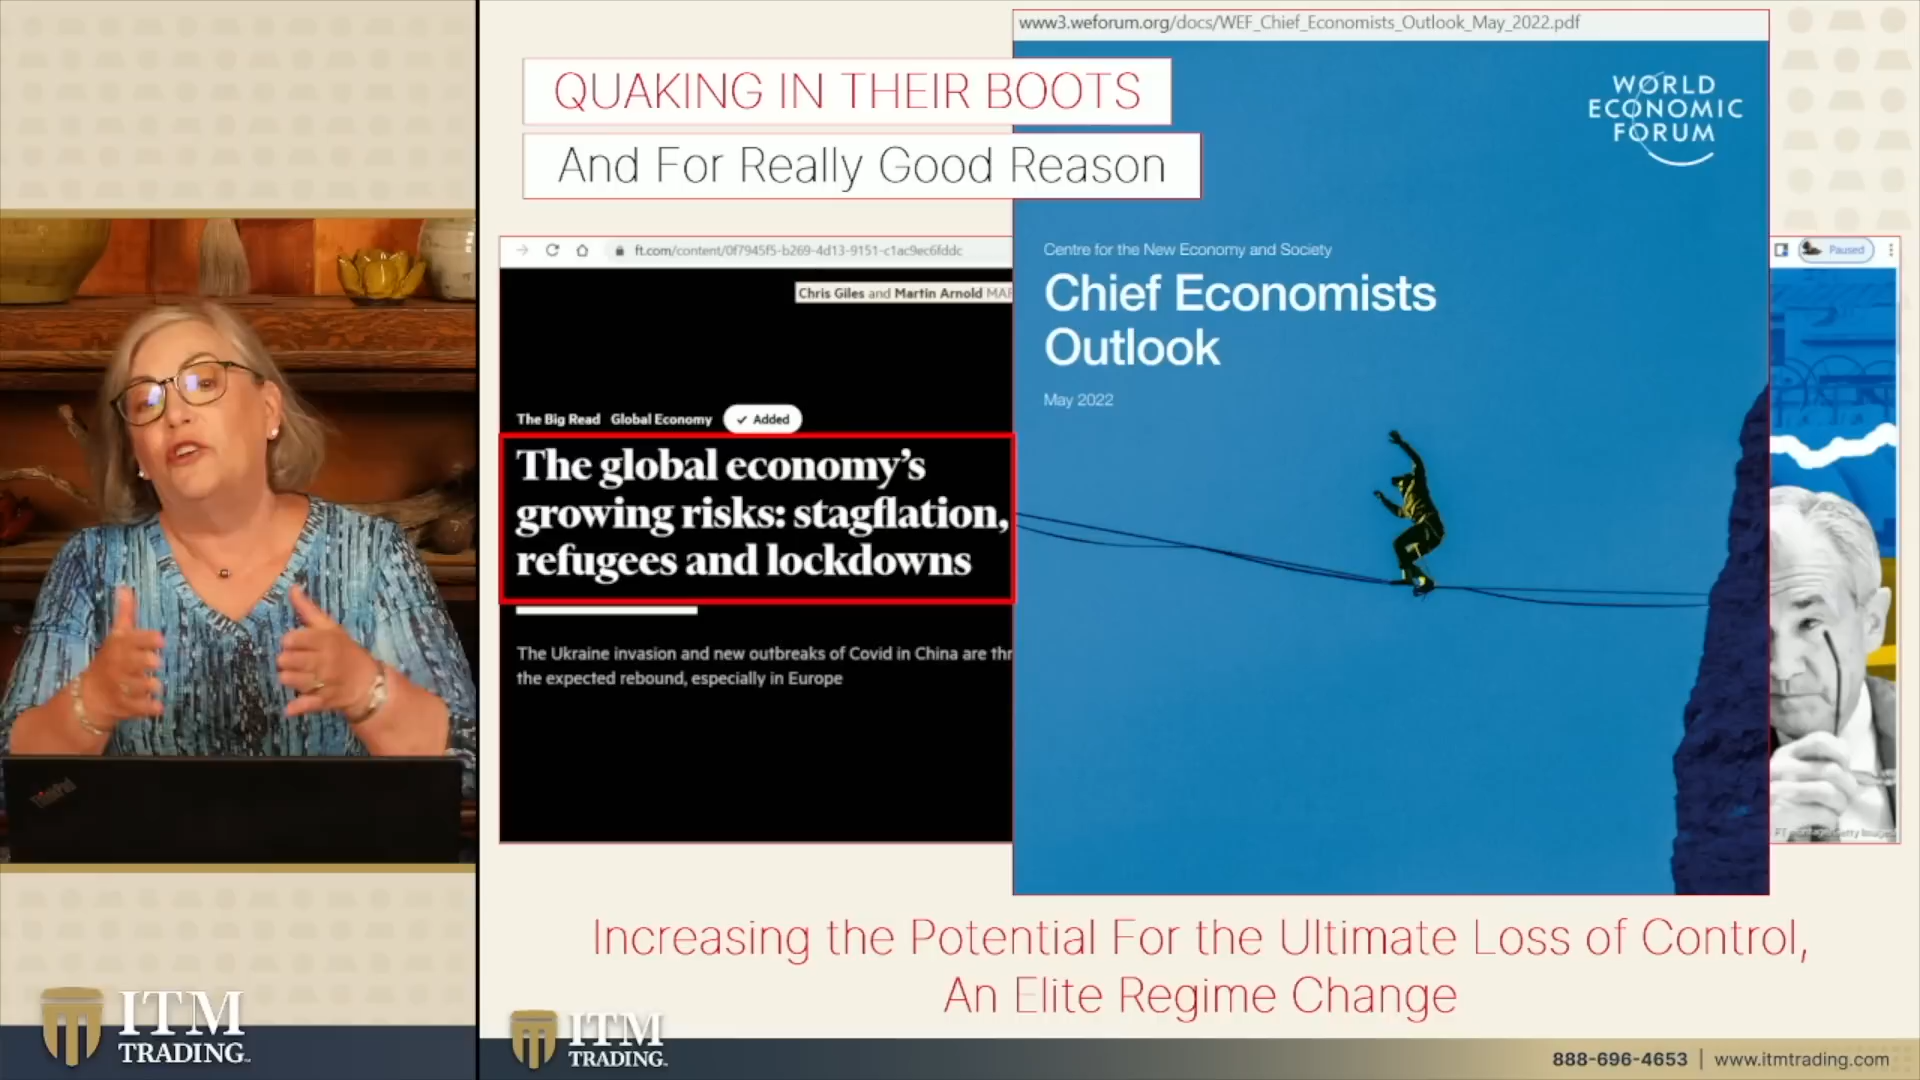 www3.weforum.org/docs/WEF_Chief_Economists_Outlook_May_2022.pdf
QUAKING IN THEIR BOOTS
And For Really Good Reason
WORLD
ECONOMIC
FORUM
ft.com/content/0f7945f5-b269-4d13-9151-c1ac9ec6fddc
Paused
Chris Giles and Martin Arnold
Centre for the New Economy and Society
Chief Economists
Outlook
May 2022
The Big Read Global Economy ✓ Added
The global economy's
growing risks: stagflation,
refugees and lockdowns
The Ukraine invasion and new outbreaks of Covid in China are
the expected rebound, especially in Europe
ThinkPad
Increasing the Potential For the Ultimate Loss of Control,
An Elite Regime Change
ITM
TRADING
ITM
TRADING
888-696-4653 | www.itmtrading.com